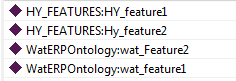 HY_FEATURES:HY_feature1
HY_FEATURES:Hy_feature2
WatERPOntology:wat_Feature2
WatERPOntology:wat_feature1